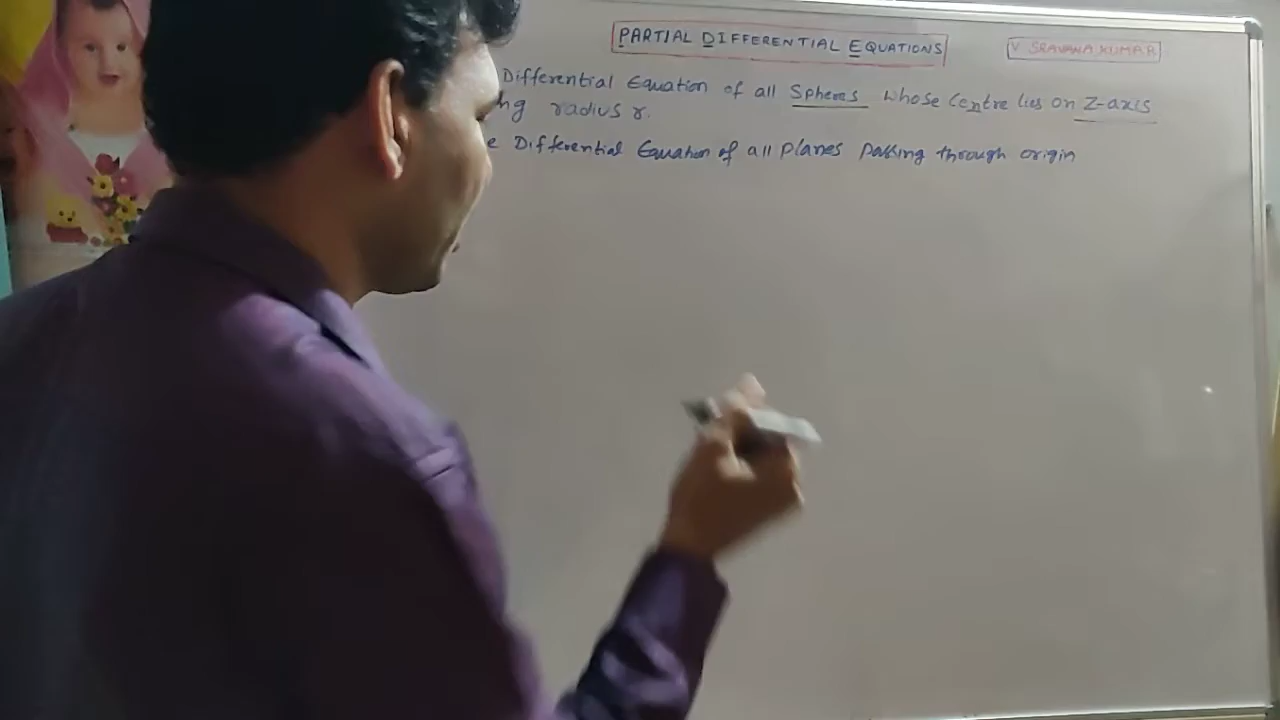 PARTIAL DIFFERENTIAL EQUATIONS
V SRAVANA KUMAR
Differential Equation of all Spheres whose Centre lies on Z-axis
ng radius r.
e Differential Equation of all planes passing through origin